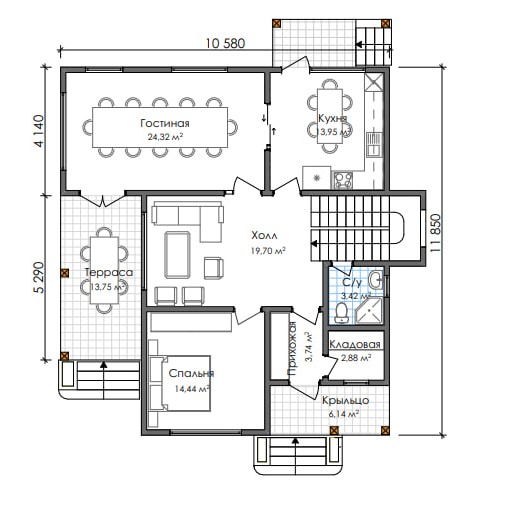 10 580
4 140
Гостиная
24,32 м²
Кухня
13,95 м²
11 850
Холл
19,70 м²
5 290
Терраса
13,75 м²
С/у
3,42 м²
Прихожая
3,74 м²
Кладовая
2,88 м²
Спальня
14,44 м²
Крыльцо
6,14 м²